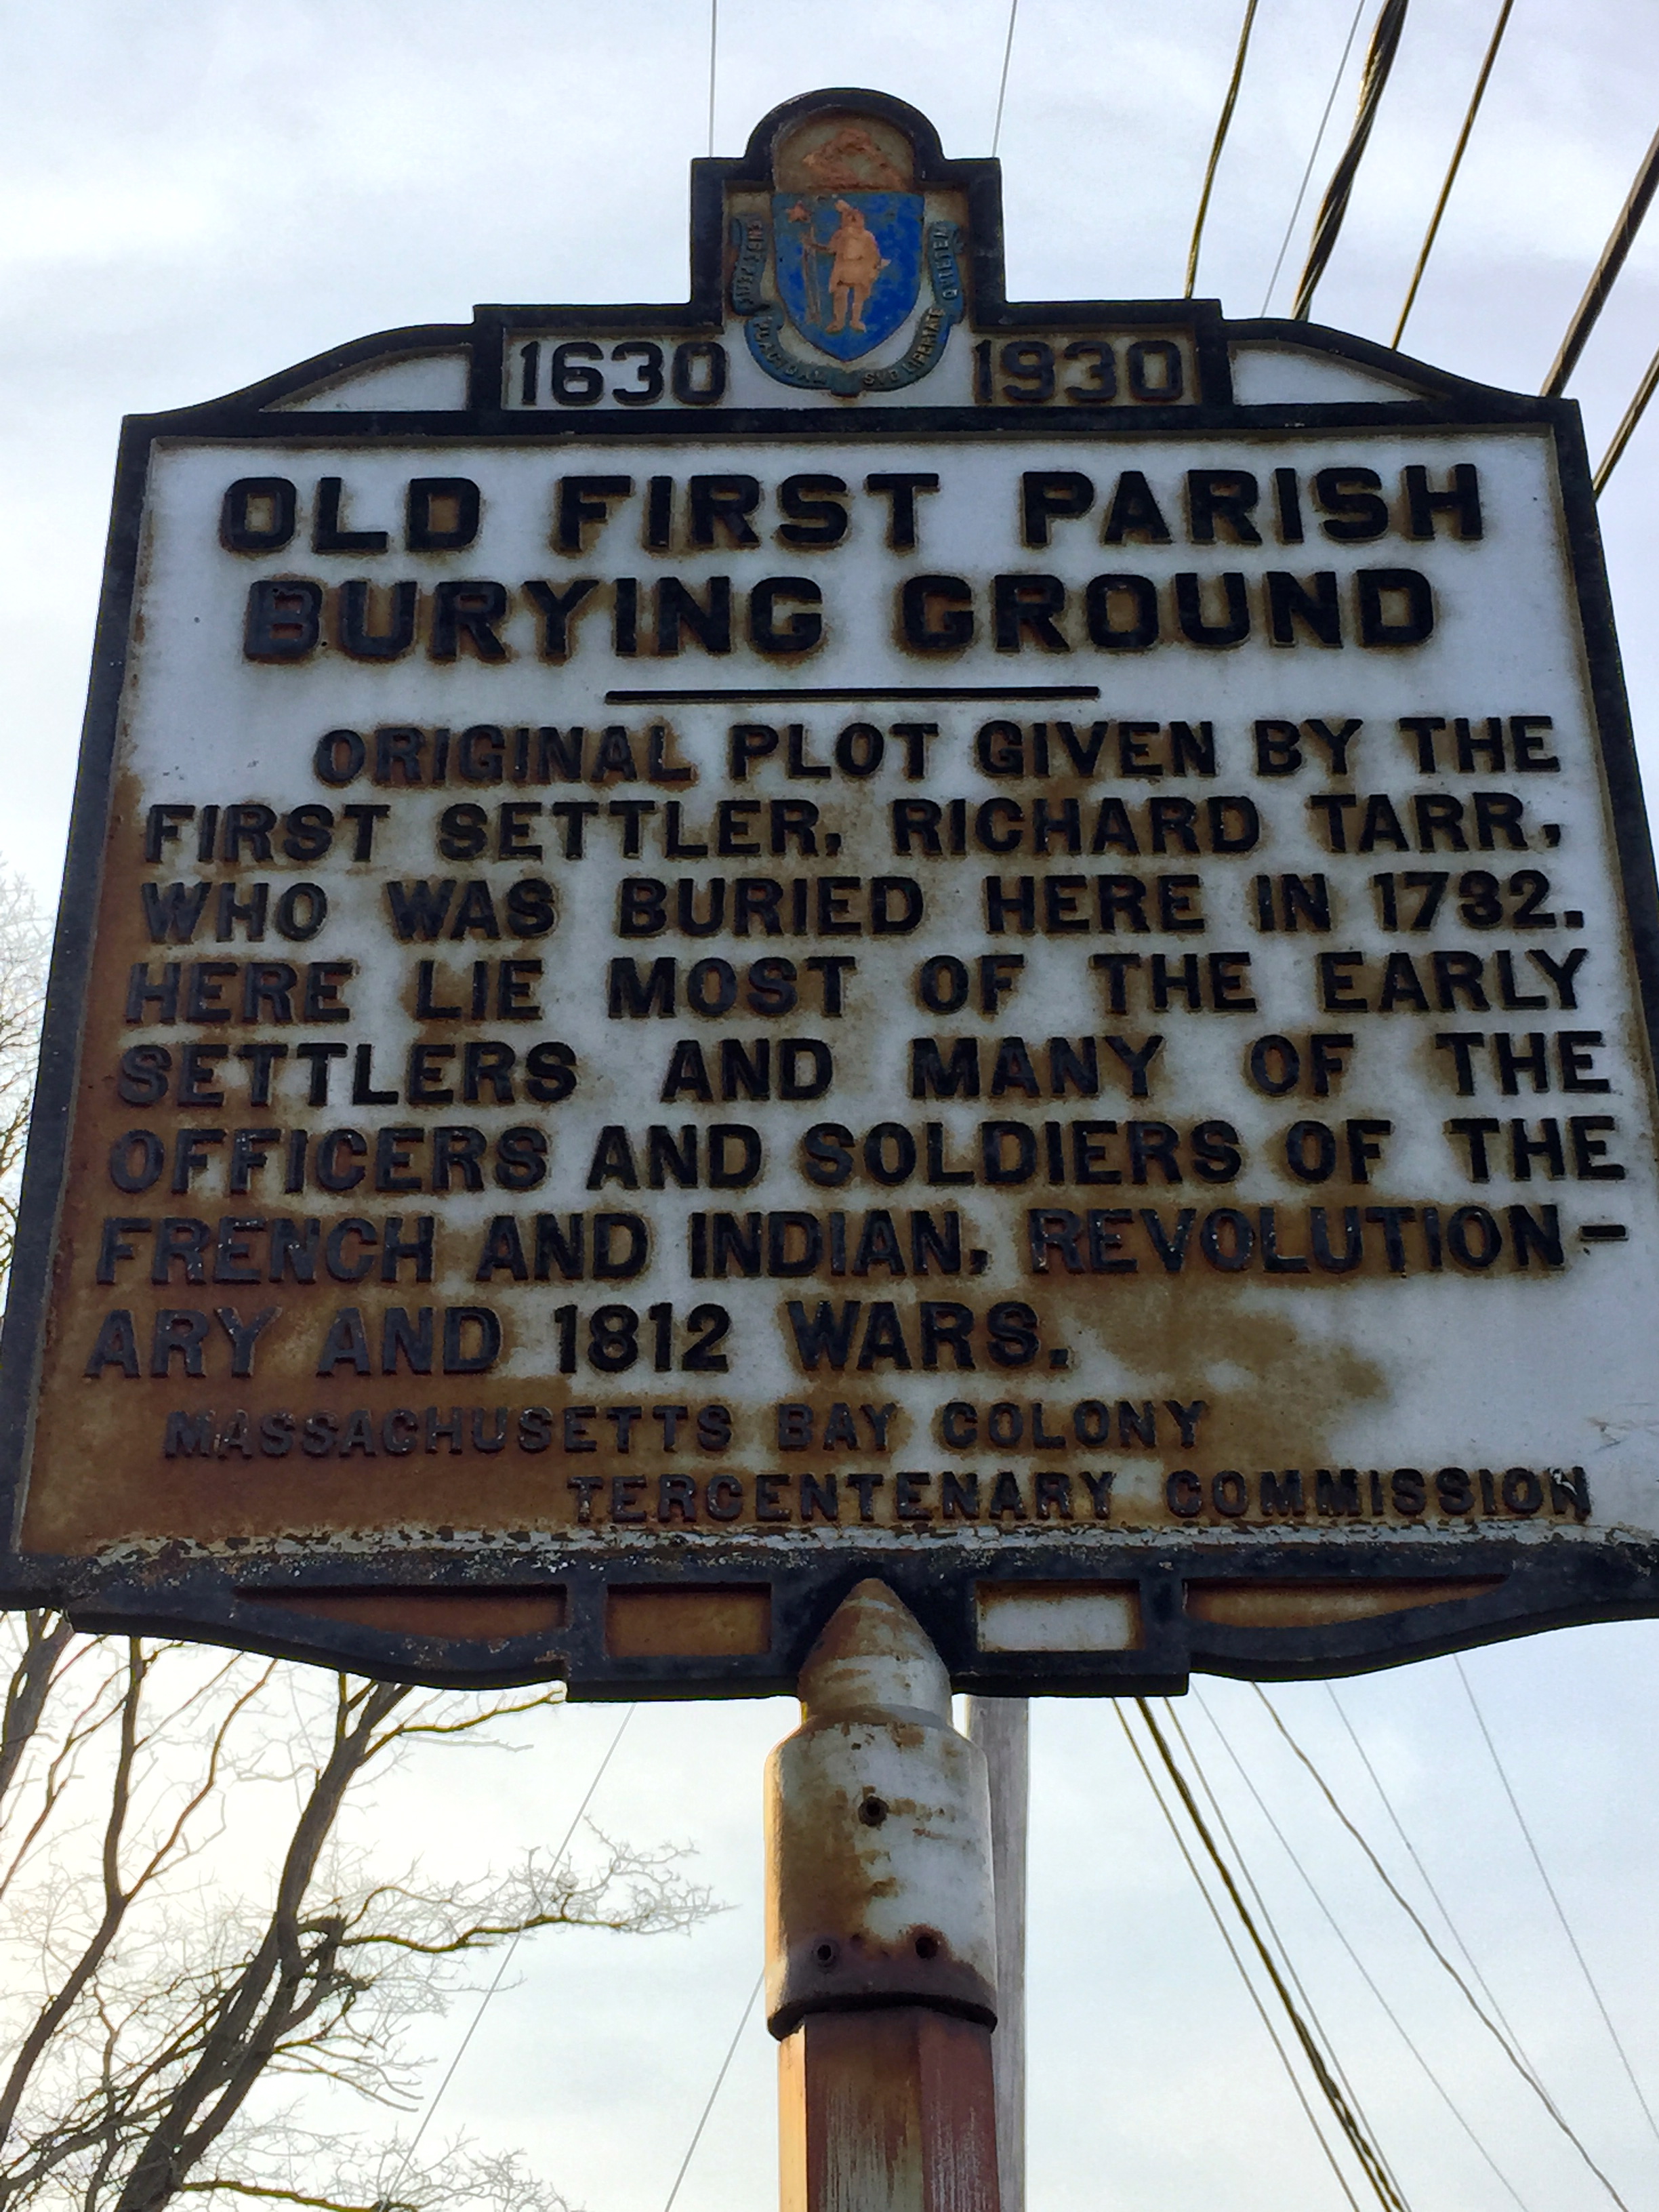 1630 1930
OLD FIRST PARISH
BURYING GROUND
ORIGINAL PLOT GIVEN BY THE
FIRST SETTLER, RICHARD TARR,
WHO WAS BURIED HERE IN 1732.
HERE LIE MOST OF THE EARLY
SETTLERS AND MANY OF THE
OFFICERS AND SOLDIERS OF THE
FRENCH AND INDIAN, REVOLUTION-
ARY AND 1812 WARS.
MASSACHUSETTS BAY COLONY
TERCENTENARY COMMISSION